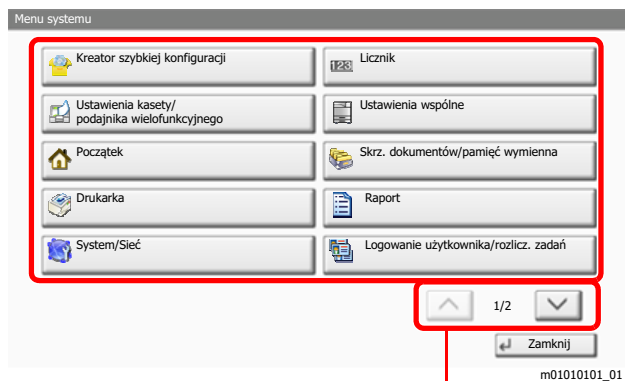 Menu systemu
Kreator szybkiej konfiguracji
123 Licznik
Ustawienia kasety/
podajnika wielofunkcyjnego
Ustawienia wspólne
Początek
Skrz. dokumentów/pamięć wymienna
Drukarka
Raport
System/Sieć
Logowanie użytkownika/rozlicz. zadań
1/2
Zamknij
m01010101_01